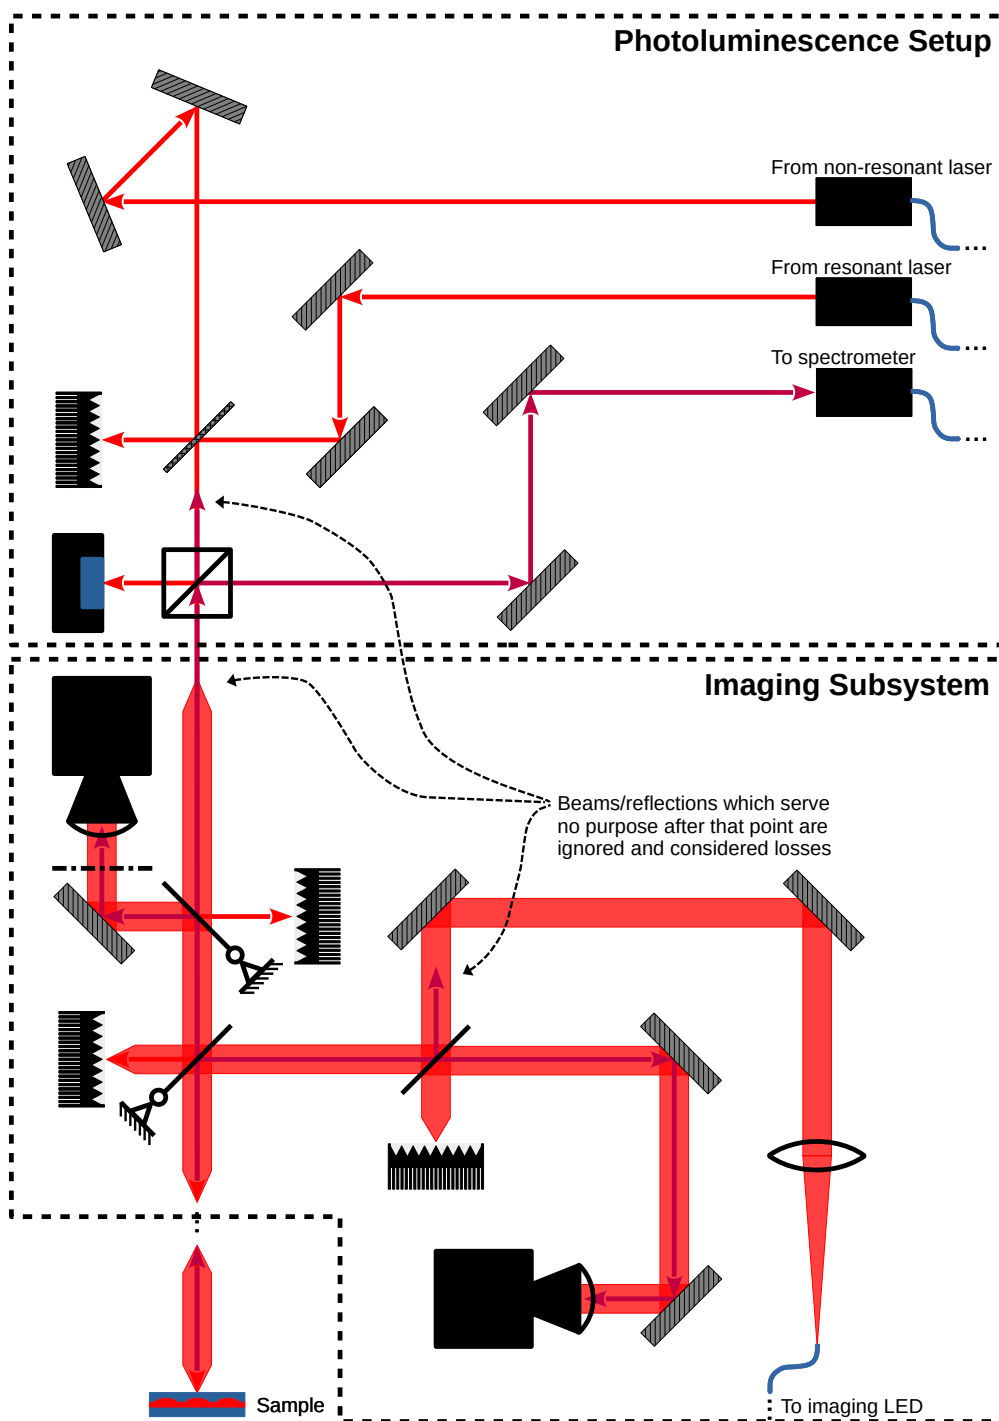 Photoluminescence Setup
From non-resonant laser
...
From resonant laser
...
To spectrometer
...
Imaging Subsystem
Beams/reflections which serve
no purpose after that point are
ignored and considered losses
Sample
To imaging LED